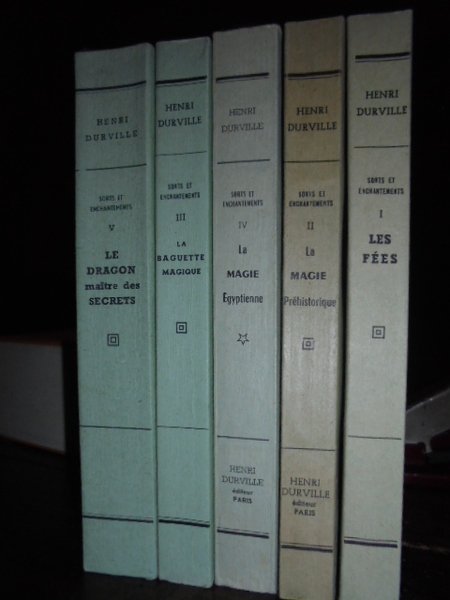 HENRI
DURVILLE
SORTS ET
ENCHANTEMENTS
V
LE
DRAGON
maître des
SECRETS
HENRI
DURVILLE
SORTS ET
ENCHANTEMENTS
III
LA
BAGUETTE
MAGIQUE
HENRI
DURVILLE
SORTS ET
ENCHANTEMENTS
IV
La
MAGIE
Egyptienne
HENRI
DURVILLE
éditeur
PARIS
HENRI
DURVILLE
SORTS ET
ENCHANTEMENTS
II
La
MAGIE
Préhistorique
HENRI
DURVILLE
éditeur
PARIS
HENRI
DURVILLE
SORTS ET
ENCHANTEMENTS
I
LES
FÉES